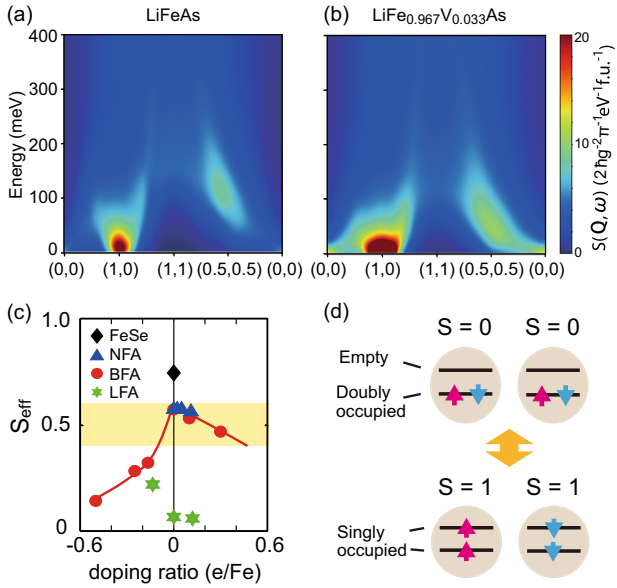 (a) LiFeAs
(b) LiFe0.967V0.033As
400
300
200
100
0
Energy (meV)
(0,0) (1,0) (1,1) (0.5,0.5) (0,0)
(0,0) (1,0) (1,1) (0.5,0.5) (0,0)
20
10
0
S(Q,ω) (2ħg⁻²π⁻¹eV⁻¹f.u.⁻¹)
(c)
1.0
0.5
0
Seff
FeSe
NFA
BFA
LFA
-0.6 0 0.6
doping ratio (e/Fe)
(d)
S = 0 S = 0
Empty
Doubly
occupied
S = 1 S = 1
Singly
occupied